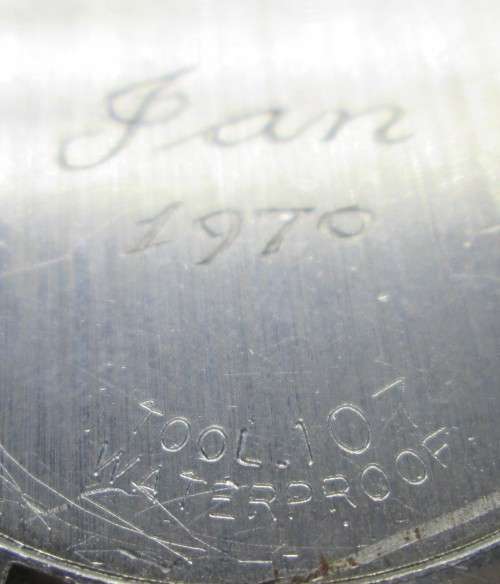 Jan
1970
TOOL.107
WATERPROOF.